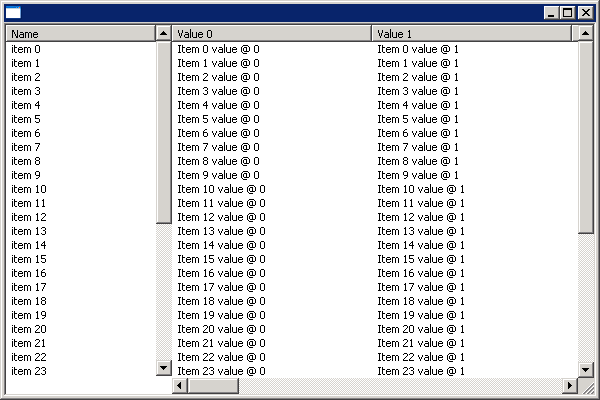 Name Value 0 Value 1
item 0 Item 0 value @ 0 Item 0 value @ 1
item 1 Item 1 value @ 0 Item 1 value @ 1
item 2 Item 2 value @ 0 Item 2 value @ 1
item 3 Item 3 value @ 0 Item 3 value @ 1
item 4 Item 4 value @ 0 Item 4 value @ 1
item 5 Item 5 value @ 0 Item 5 value @ 1
item 6 Item 6 value @ 0 Item 6 value @ 1
item 7 Item 7 value @ 0 Item 7 value @ 1
item 8 Item 8 value @ 0 Item 8 value @ 1
item 9 Item 9 value @ 0 Item 9 value @ 1
item 10 Item 10 value @ 0 Item 10 value @ 1
item 11 Item 11 value @ 0 Item 11 value @ 1
item 12 Item 12 value @ 0 Item 12 value @ 1
item 13 Item 13 value @ 0 Item 13 value @ 1
item 14 Item 14 value @ 0 Item 14 value @ 1
item 15 Item 15 value @ 0 Item 15 value @ 1
item 16 Item 16 value @ 0 Item 16 value @ 1
item 17 Item 17 value @ 0 Item 17 value @ 1
item 18 Item 18 value @ 0 Item 18 value @ 1
item 19 Item 19 value @ 0 Item 19 value @ 1
item 20 Item 20 value @ 0 Item 20 value @ 1
item 21 Item 21 value @ 0 Item 21 value @ 1
item 22 Item 22 value @ 0 Item 22 value @ 1
item 23 Item 23 value @ 0 Item 23 value @ 1